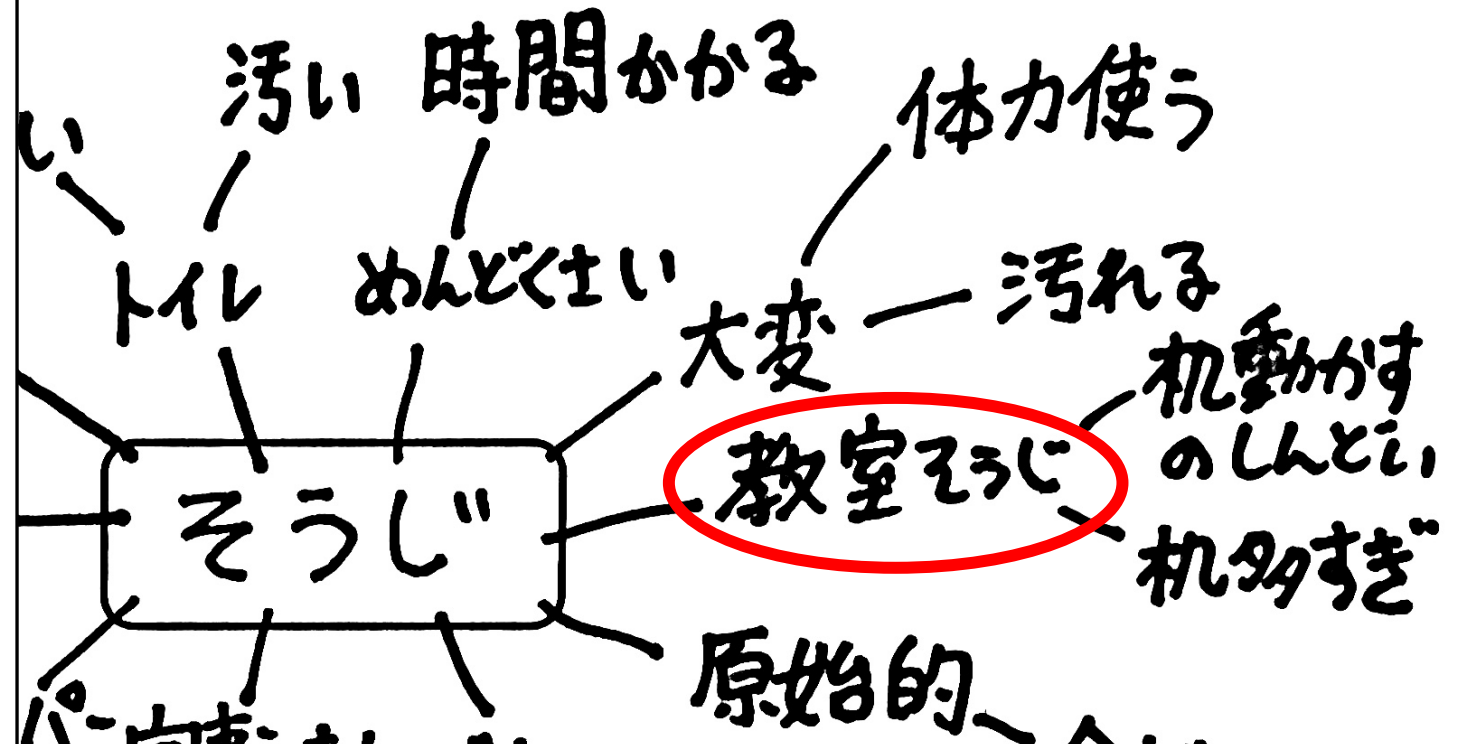 汚い
時間かかる
体力使う
い
トイレ
めんどくさい
大変
汚れる
机動かす
のしんどい
教室そうじ
そうじ
机多すぎ
原始的